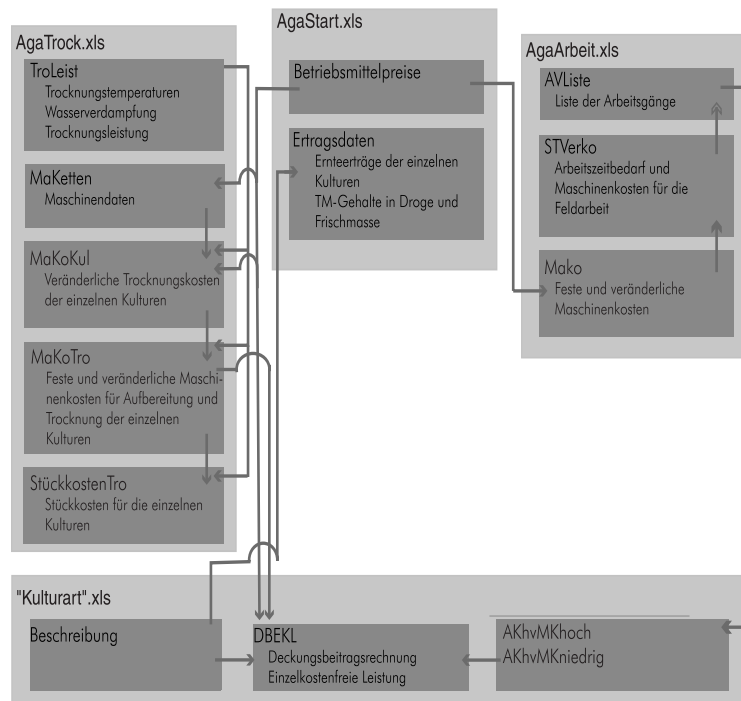 AgaTrock.xls
TroLeist
Trocknungstemperaturen
Wasserverdampfung
Trocknungsleistung
MaKetten
Maschinendaten
MaKoKul
Veränderliche Trocknungskosten
der einzelnen Kulturen
MaKoTro
Feste und veränderliche Maschi-
nenkosten für Aufbereitung und
Trocknung der einzelnen
Kulturen
StückkostenTro
Stückkosten für die einzelnen
Kulturen
AgaStart.xls
Betriebsmittelpreise
Ertragsdaten
Ernteerträge der einzelnen
Kulturen
TM-Gehalte in Droge und
Frischmasse
AgaArbeit.xls
AVListe
Liste der Arbeitsgänge
STVerko
Arbeitszeitbedarf und
Maschinenkosten für die
Feldarbeit
Mako
Feste und veränderliche
Maschinenkosten
"Kulturart".xls
Beschreibung
DBEKL
Deckungsbeitragsrechnung
Einzelkostenfreie Leistung
AKhvMKhoch
AKhvMKniedrig